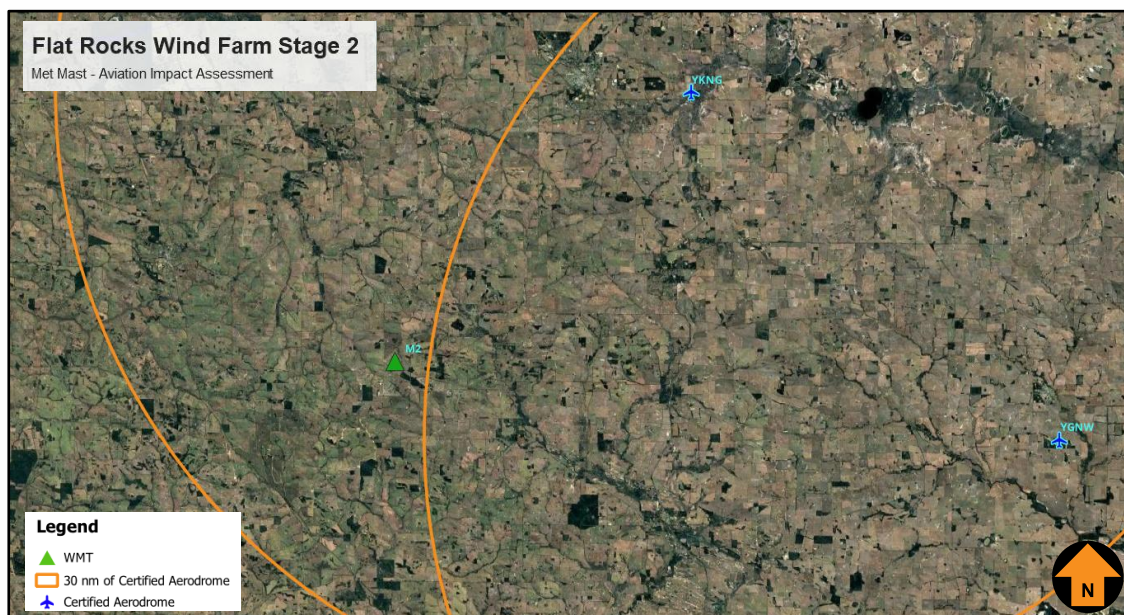 Flat Rocks Wind Farm Stage 2
Met Mast - Aviation Impact Assessment
YKNG
M2
YGNW
Legend
WMT
30 nm of Certified Aerodrome
Certified Aerodrome
N